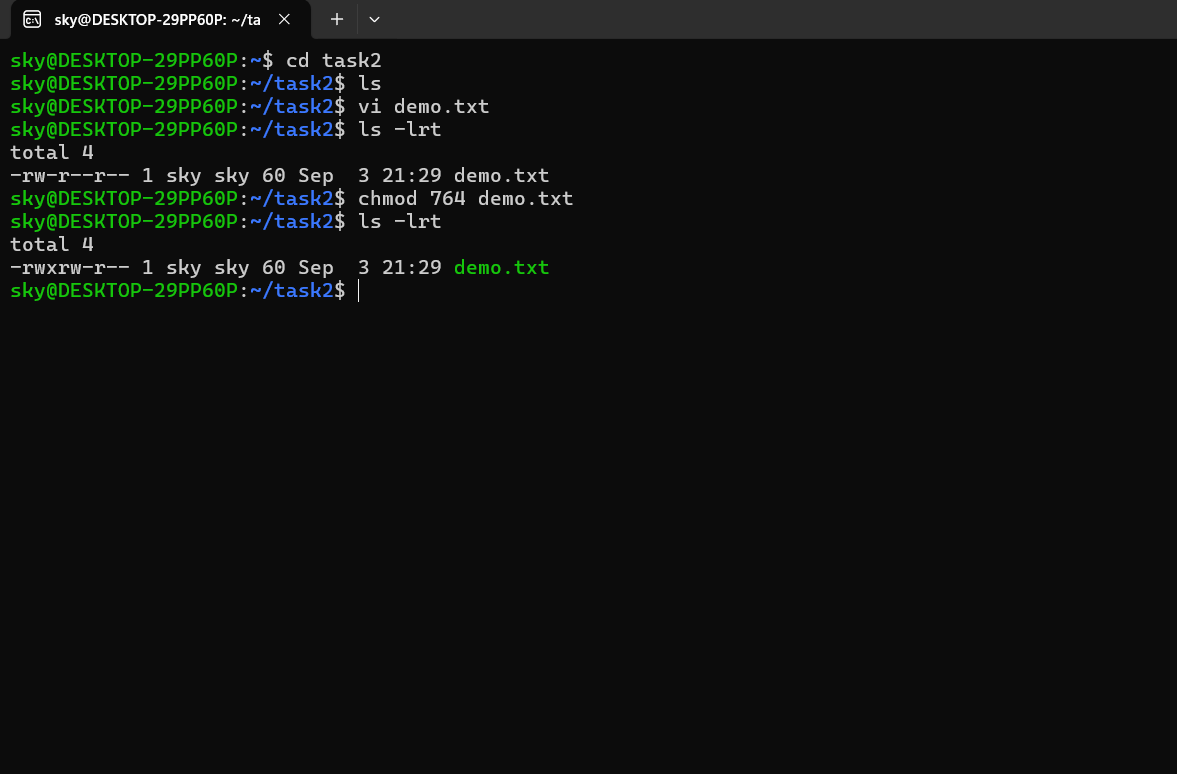 sky@DESKTOP-29PP60P: ~/ta
sky@DESKTOP-29PP60P:~$ cd task2
sky@DESKTOP-29PP60P:~/task2$ ls
sky@DESKTOP-29PP60P:~/task2$ vi demo.txt
sky@DESKTOP-29PP60P:~/task2$ ls -lrt
total 4
-rw-r--r-- 1 sky sky 60 Sep  3 21:29 demo.txt
sky@DESKTOP-29PP60P:~/task2$ chmod 764 demo.txt
sky@DESKTOP-29PP60P:~/task2$ ls -lrt
total 4
-rwxrw-r-- 1 sky sky 60 Sep  3 21:29 demo.txt
sky@DESKTOP-29PP60P:~/task2$